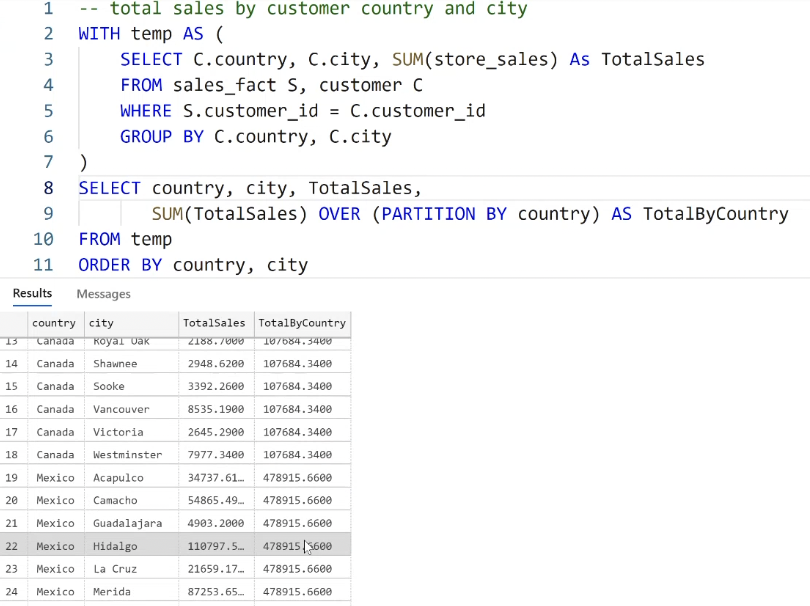 1 -- total sales by customer country and city
2 WITH temp AS (
3 SELECT C.country, C.city, SUM(store_sales) As TotalSales
4 FROM sales_fact S, customer C
5 WHERE S.customer_id = C.customer_id
6 GROUP BY C.country, C.city
7 )
8 SELECT country, city, TotalSales,
9 SUM(TotalSales) OVER (PARTITION BY country) AS TotalByCountry
10 FROM temp
11 ORDER BY country, city
Results Messages
country city TotalSales TotalByCountry
13 Canada Royal Oak 2188.7000 107684.3400
14 Canada Shawnee 2948.6200 107684.3400
15 Canada Sooke 3392.2600 107684.3400
16 Canada Vancouver 8535.1900 107684.3400
17 Canada Victoria 2645.2900 107684.3400
18 Canada Westminster 7977.3400 107684.3400
19 Mexico Acapulco 34737.61… 478915.6600
20 Mexico Camacho 54865.49… 478915.6600
21 Mexico Guadalajara 4903.2000 478915.6600
22 Mexico Hidalgo 110797.5… 478915.6600
23 Mexico La Cruz 21659.17… 478915.6600
24 Mexico Merida 87253.65… 478915.6600